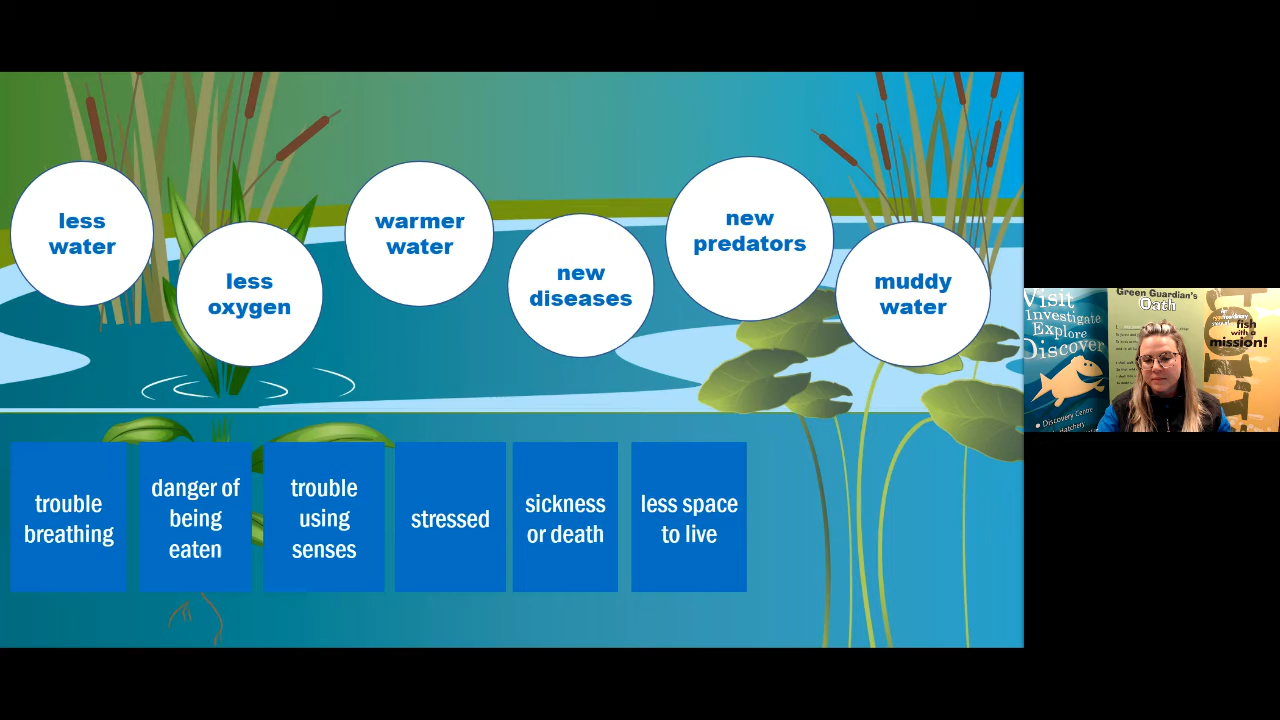 less
water
less
oxygen
warmer
water
new
diseases
new
predators
muddy
water
trouble
breathing
danger of
being
eaten
trouble
using
senses
stressed
sickness
or death
less space
to live
Visit
Investigate
Explore
Discover
• Discovery Centre
Green Guardian's
Oath
fish
with a
mission!